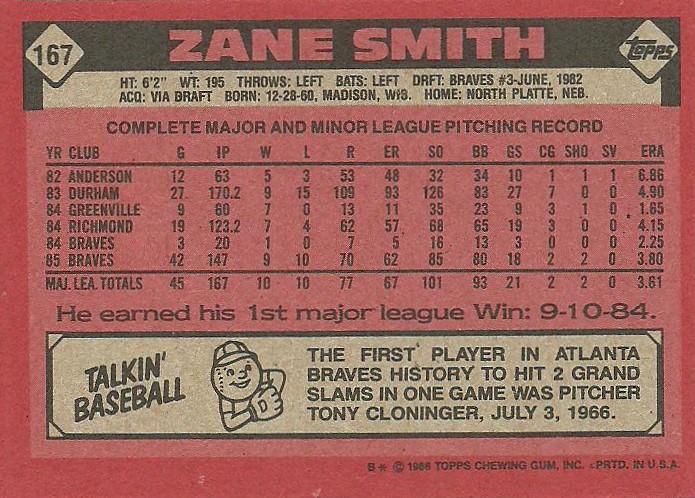 167 ZANE SMITH Topps
HT: 6'2" WT: 195 THROWS: LEFT BATS: LEFT DRFT: BRAVES #3-JUNE, 1982
ACQ: VIA DRAFT BORN: 12-28-60, MADISON, WIS. HOME: NORTH PLATTE, NEB.
COMPLETE MAJOR AND MINOR LEAGUE PITCHING RECORD
YR CLUB G IP W L R ER SO BB GS CG SHO SV ERA
82 ANDERSON 12 63 5 3 53 48 32 34 10 1 1 1 6.86
83 DURHAM 27 170.2 9 15 109 93 126 83 27 7 0 0 4.90
84 GREENVILLE 9 60 7 0 13 11 35 23 9 3 1 0 1.65
84 RICHMOND 19 123.2 7 4 62 57 68 65 19 3 0 0 4.15
84 BRAVES 3 20 1 0 7 5 16 13 3 0 0 0 2.25
85 BRAVES 42 147 9 10 70 62 85 80 18 2 2 0 3.80
MAJ. LEA. TOTALS 45 167 10 10 77 67 101 93 21 2 2 0 3.61
He earned his 1st major league Win: 9-10-84.
TALKIN' BASEBALL
THE FIRST PLAYER IN ATLANTA
BRAVES HISTORY TO HIT 2 GRAND
SLAMS IN ONE GAME WAS PITCHER
TONY CLONINGER, JULY 3, 1966.
B* © 1986 TOPPS CHEWING GUM, INC. PRTD. IN U.S.A.